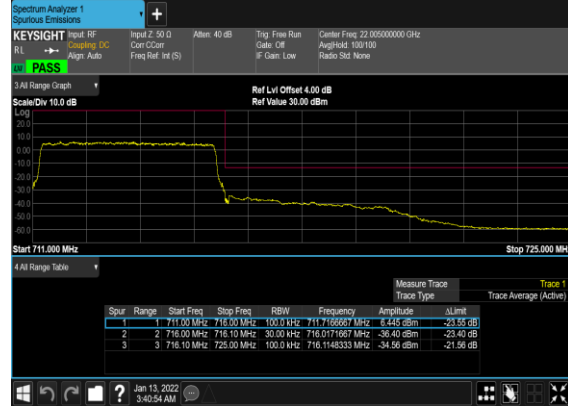 Spectrum Analyzer 1
Spurious Emissions
KEYSIGHT Input: RF Input Z: 50 Ω Atten: 40 dB Trig: Free Run Center Freq: 22.005000000 GHz
RL Coupling: DC Corr CCorr Gate: Off Avg|Hold: 100/100
Align: Auto Freq Ref: Int (S) IF Gain: Low Radio Std: None
PASS
3 All Range Graph Ref Lvl Offset 4.00 dB
Scale/Div 10.0 dB Ref Value 30.00 dBm
Log
20.0
10.0
0.00
-10.0
-20.0
-30.0
-40.0
-50.0
-60.0
Start 711.000 MHz Stop 725.000 MH
4 All Range Table
Measure Trace Trace 1
Trace Type Trace Average (Active)
Spur Range Start Freq Stop Freq RBW Frequency Amplitude ΔLimit
1 1 711.00 MHz 716.00 MHz 100.0 kHz 711.7166667 MHz 6.445 dBm -23.55 dB
2 2 716.00 MHz 716.10 MHz 30.00 kHz 716.0171667 MHz -36.40 dBm -23.40 dB
3 3 716.10 MHz 725.00 MHz 100.0 kHz 716.1148333 MHz -34.56 dBm -21.56 dB
Jan 13, 2022
3:40:54 AM